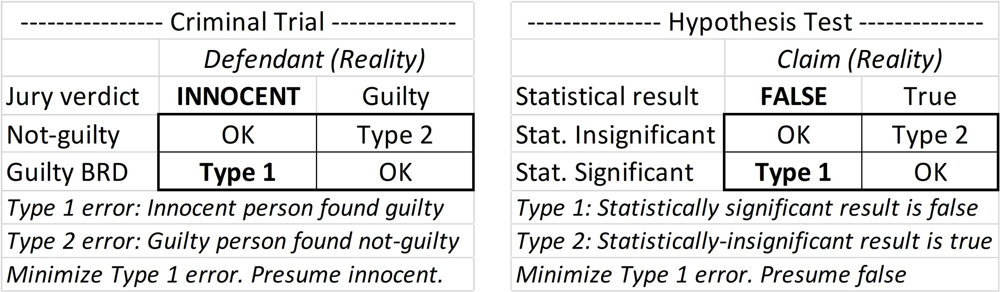 ---------------- Criminal Trial --------------
Defendant (Reality)
Jury verdict INNOCENT Guilty
Not-guilty OK Type 2
Guilty BRD Type 1 OK
Type 1 error: Innocent person found guilty
Type 2 error: Guilty person found not-guilty
Minimize Type 1 error. Presume innocent.
--------------- Hypothesis Test --------------
Claim (Reality)
Statistical result FALSE True
Stat. Insignificant OK Type 2
Stat. Significant Type 1 OK
Type 1: Statistically significant result is false
Type 2: Statistically-insignificant result is true
Minimize Type 1 error. Presume false